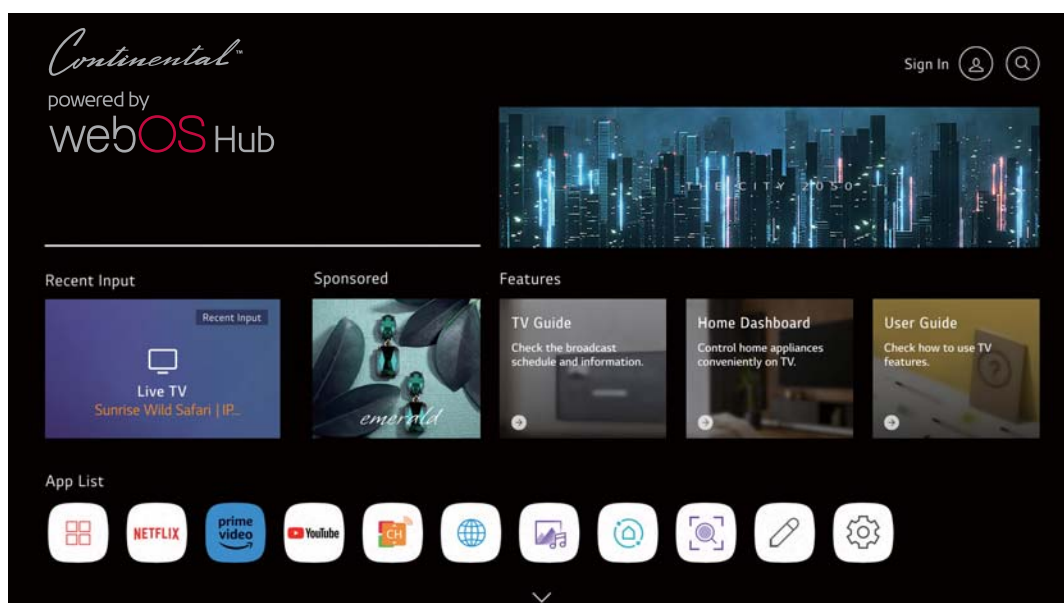 Continental™
Sign In
powered by
webOS Hub
THE CITY 2050
Recent Input
Sponsored
Features
Recent Input
Live TV
Sunrise Wild Safari | IP...
emerald
TV Guide
Check the broadcast
schedule and information.
Home Dashboard
Control home appliances
conveniently on TV.
User Guide
Check how to use TV
features.
App List
NETFLIX
prime
video
YouTube
CH